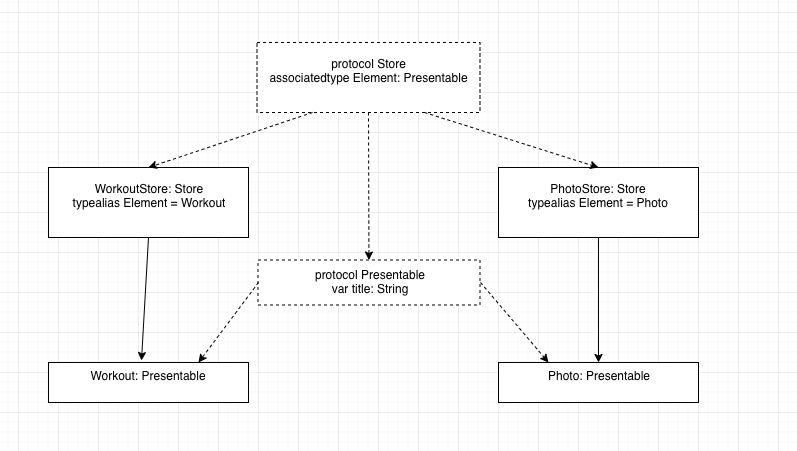 protocol Store
associatedtype Element: Presentable
WorkoutStore: Store
typealias Element = Workout
PhotoStore: Store
typealias Element = Photo
protocol Presentable
var title: String
Workout: Presentable
Photo: Presentable